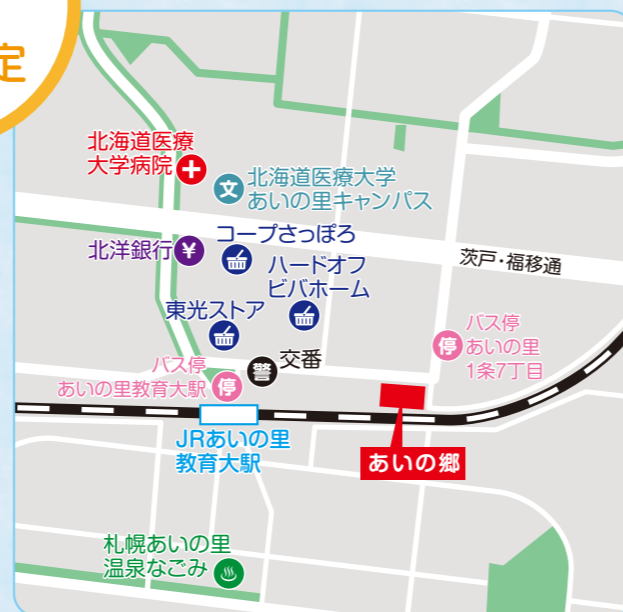 定
北海道医療
大学病院
文
北海道医療大学
あいの里キャンパス
北洋銀行
¥
コープさっぽろ
ハードオフ
ビバホーム
茨戸・福移通
東光ストア
バス停
あいの里
1条7丁目
停
交番
警
バス停
あいの里教育大駅
停
JRあいの里
教育大駅
あいの郷
札幌あいの里
温泉なごみ